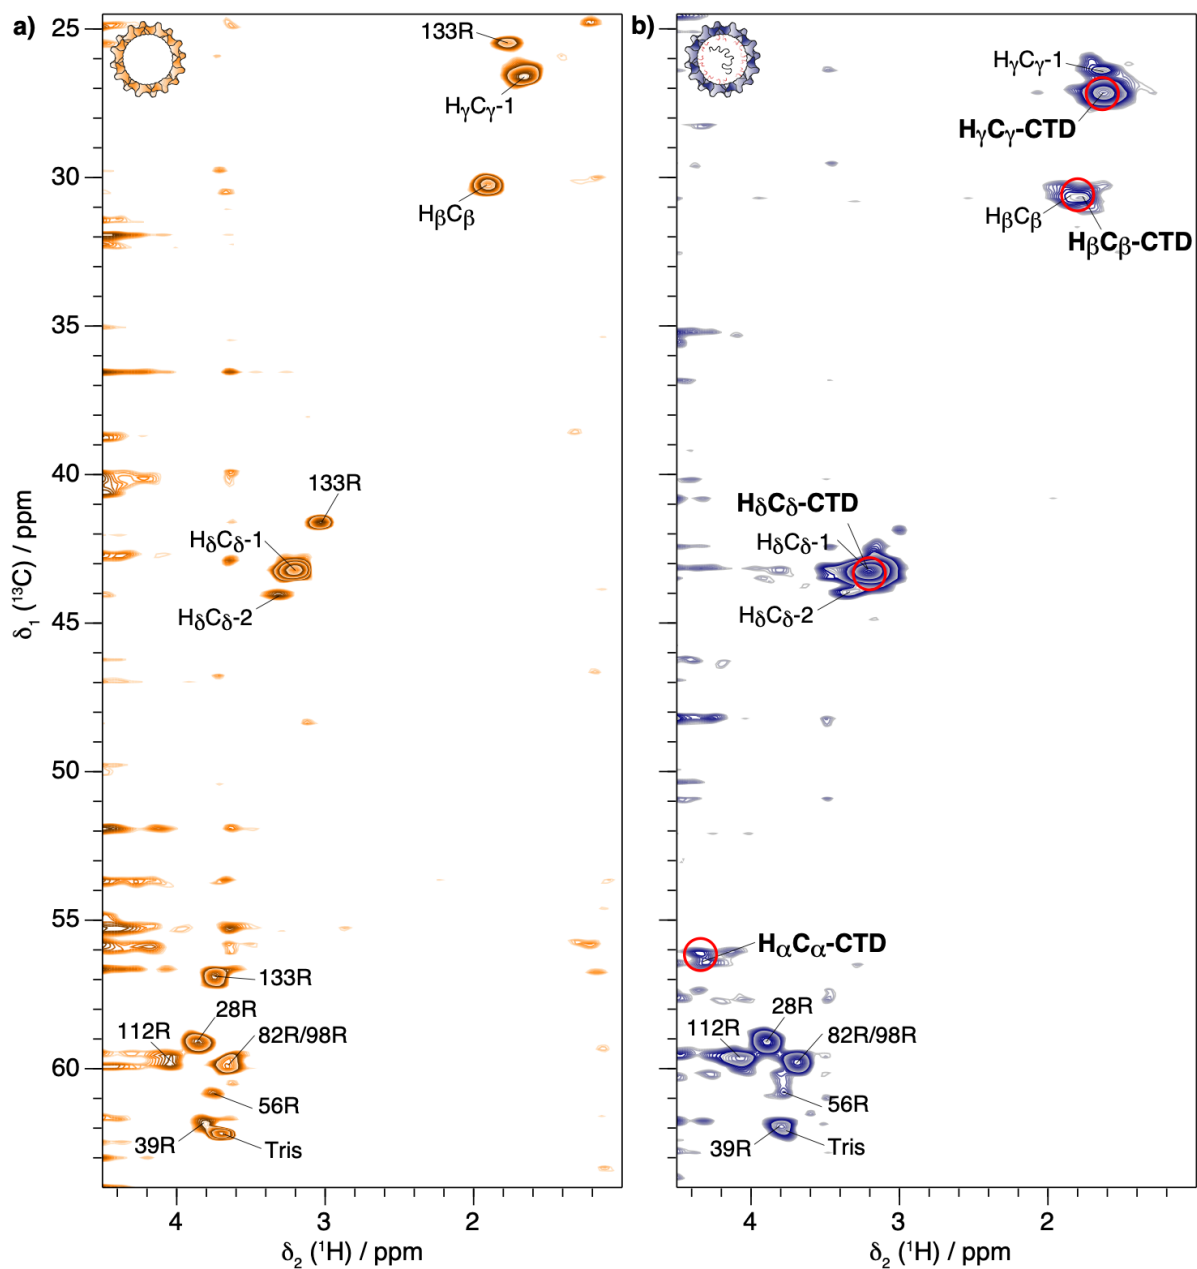 a)
25
30
35
40
45
50
55
60
δ1 (13C) / ppm
133R
HγCγ-1
HβCβ
133R
HδCδ-1
HδCδ-2
133R
28R
112R
82R/98R
56R
39R
Tris
4
3
2
δ2 (1H) / ppm
b)
HγCγ-1
HγCγ-CTD
HβCβ
HβCβ-CTD
HδCδ-CTD
HδCδ-1
HδCδ-2
HαCα-CTD
28R
112R
82R/98R
56R
39R
Tris
4
3
2
δ2 (1H) / ppm